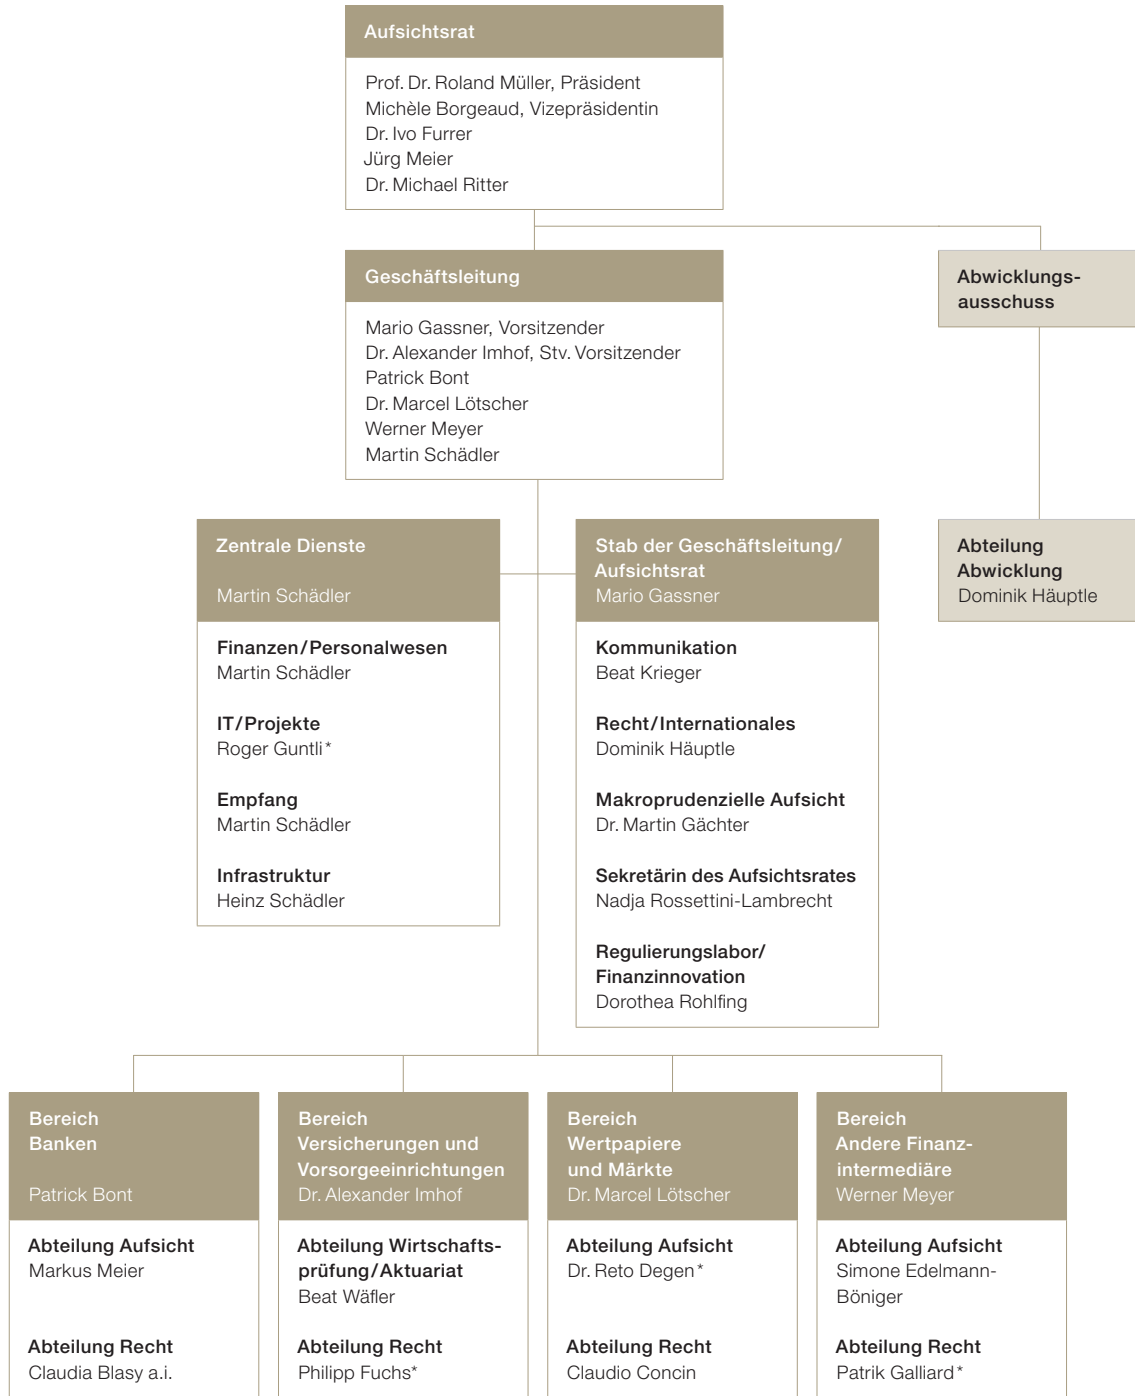 Aufsichtsrat
Prof. Dr. Roland Müller, Präsident
Michèle Borgeaud, Vizepräsidentin
Dr. Ivo Furrer
Jürg Meier
Dr. Michael Ritter
Geschäftsleitung
Mario Gassner, Vorsitzender
Dr. Alexander Imhof, Stv. Vorsitzender
Patrick Bont
Dr. Marcel Lötscher
Werner Meyer
Martin Schädler
Abwicklungs-
ausschuss
Zentrale Dienste
Martin Schädler
Finanzen/Personalwesen
Martin Schädler
IT/Projekte
Roger Guntli*
Empfang
Martin Schädler
Infrastruktur
Heinz Schädler
Stab der Geschäftsleitung/
Aufsichtsrat
Mario Gassner
Kommunikation
Beat Krieger
Recht/Internationales
Dominik Häuptle
Makroprudenzielle Aufsicht
Dr. Martin Gächter
Sekretärin des Aufsichtsrates
Nadja Rossettini-Lambrecht
Regulierungslabor/
Finanzinnovation
Dorothea Rohlfing
Abteilung
Abwicklung
Dominik Häuptle
Bereich
Banken
Patrick Bont
Abteilung Aufsicht
Markus Meier
Abteilung Recht
Claudia Blasy a.i.
Bereich
Versicherungen und
Vorsorgeeinrichtungen
Dr. Alexander Imhof
Abteilung Wirtschafts-
prüfung/Aktuariat
Beat Wäfler
Abteilung Recht
Philipp Fuchs*
Bereich
Wertpapiere
und Märkte
Dr. Marcel Lötscher
Abteilung Aufsicht
Dr. Reto Degen*
Abteilung Recht
Claudio Concin
Bereich
Andere Finanz-
intermediäre
Werner Meyer
Abteilung Aufsicht
Simone Edelmann-
Böniger
Abteilung Recht
Patrik Galliard*